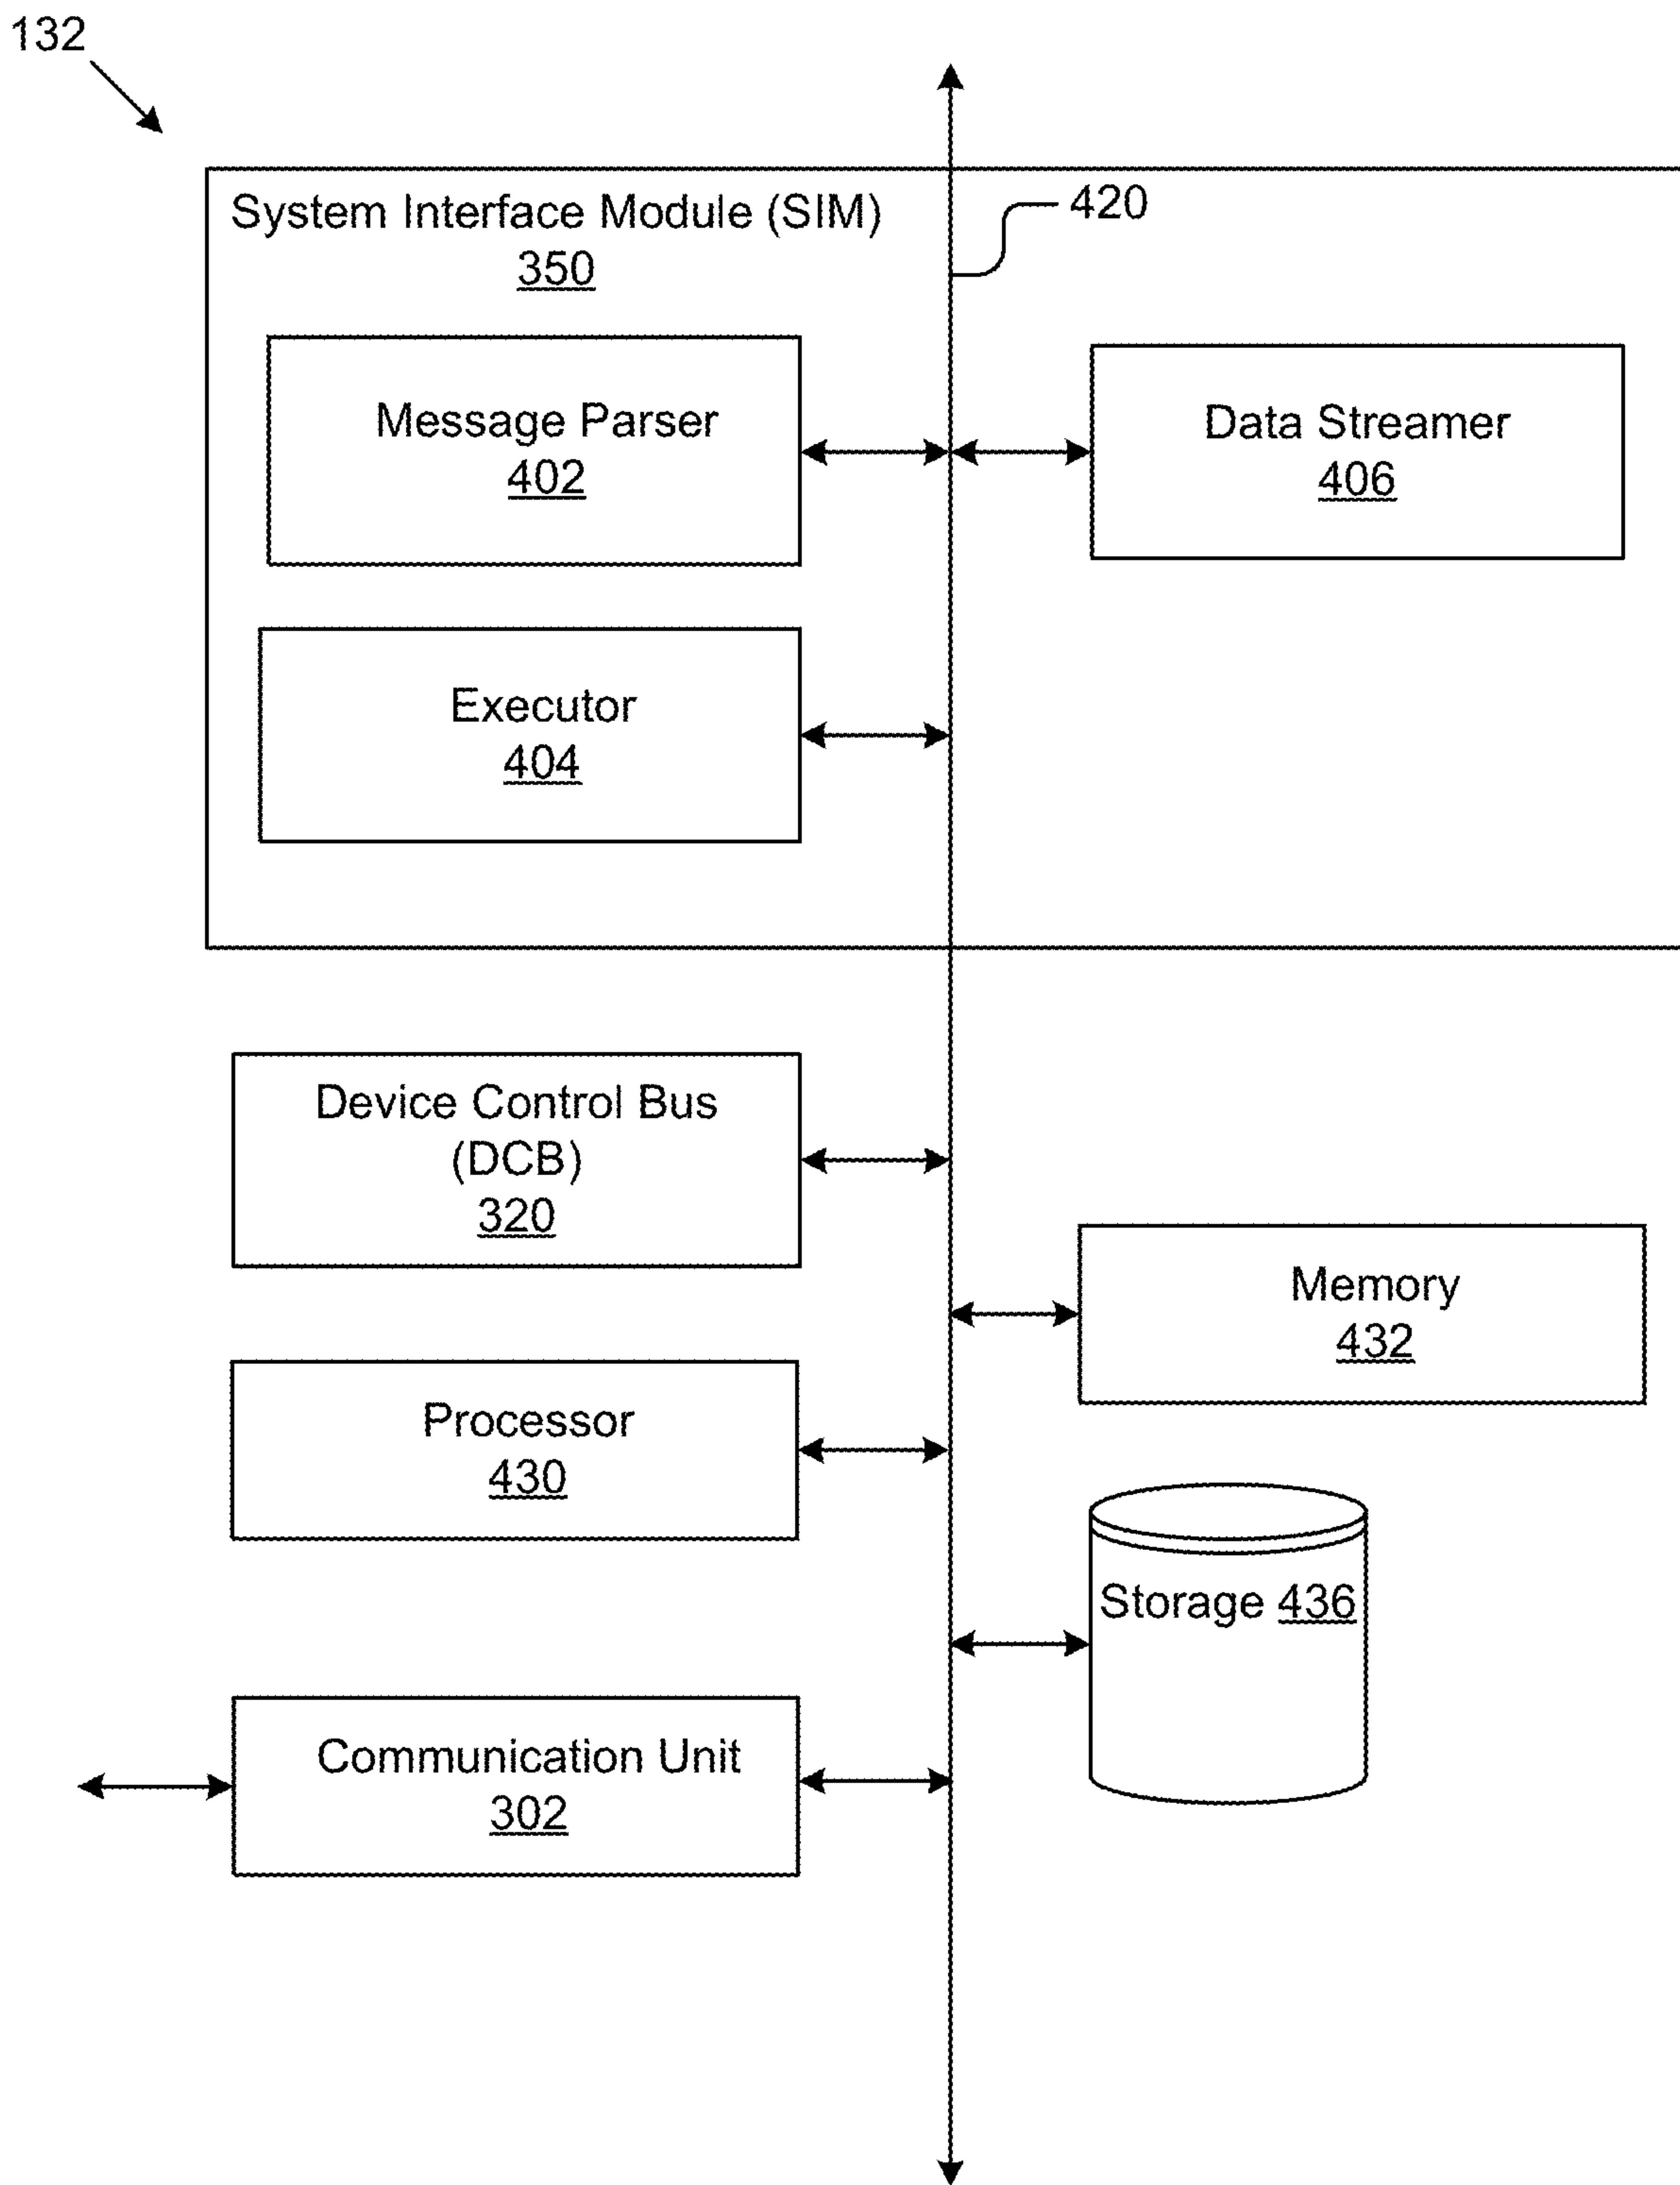 132
System Interface Module (SIM)
350
420
Message Parser
402
Data Streamer
406
Executor
404
Device Control Bus
(DCB)
320
Memory
432
Processor
430
Storage 436
Communication Unit
302